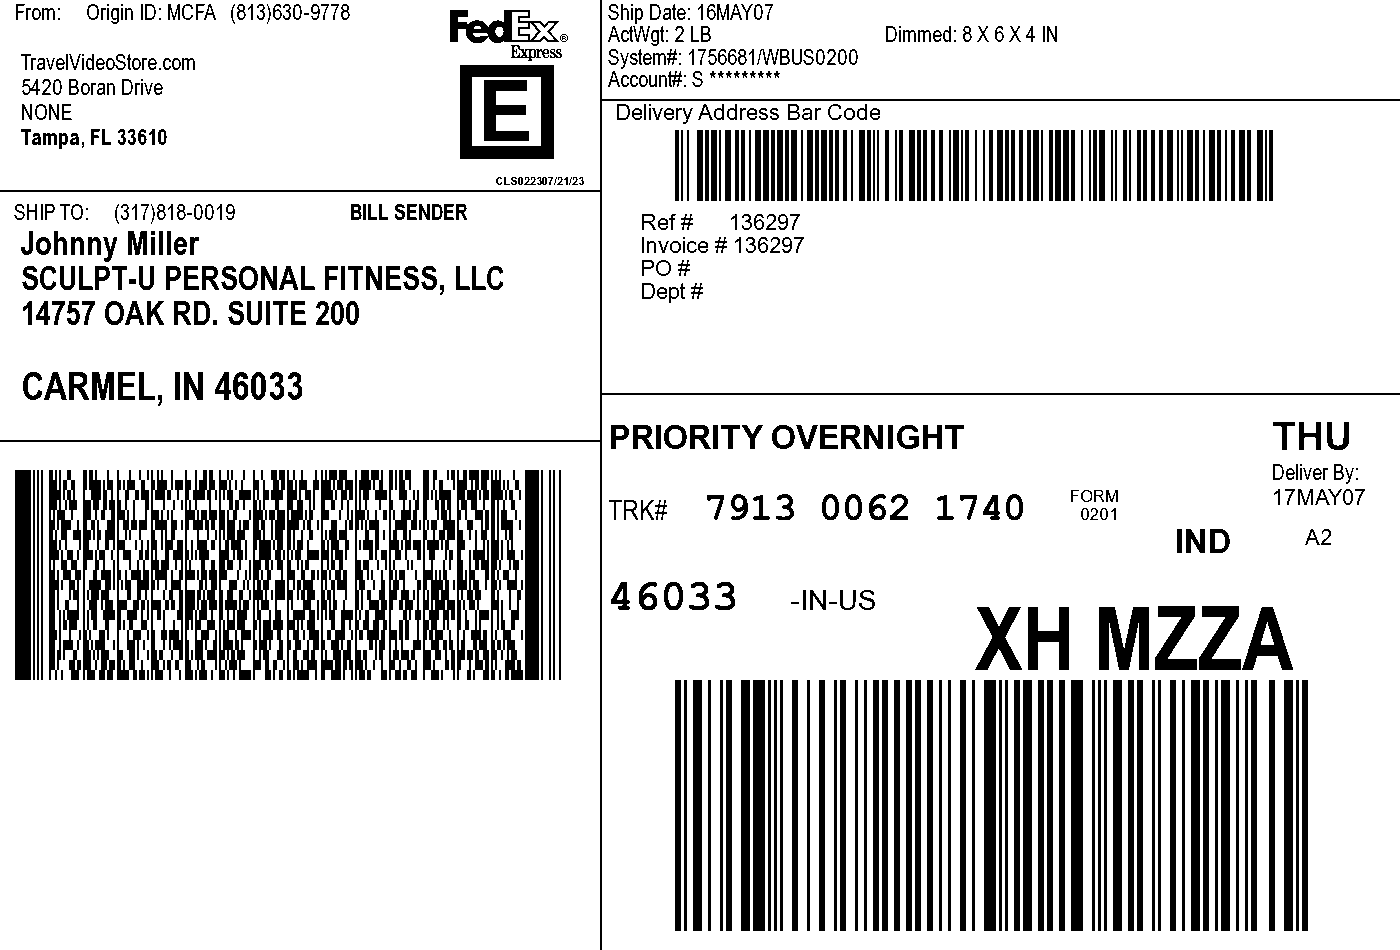 From: Origin ID: MCFA (813)630-9778
TravelVideoStore.com
5420 Boran Drive
NONE
Tampa, FL 33610
FedEx®
Express
E
CLS022307/21/23
Ship Date: 16MAY07
ActWgt: 2 LB Dimmed: 8 X 6 X 4 IN
System#: 1756681/WBUS0200
Account#: S *********
Delivery Address Bar Code
Ref # 136297
Invoice # 136297
PO #
Dept #
SHIP TO: (317)818-0019 BILL SENDER
Johnny Miller
SCULPT-U PERSONAL FITNESS, LLC
14757 OAK RD. SUITE 200
CARMEL, IN 46033
PRIORITY OVERNIGHT THU
Deliver By:
17MAY07
TRK# 7913 0062 1740 FORM
0201
IND A2
46033 -IN-US
XH MZZA